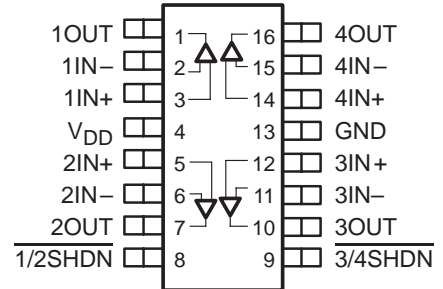 1OUT 1 16 4OUT
1IN− 2 15 4IN−
1IN+ 3 14 4IN+
VDD 4 13 GND
2IN+ 5 12 3IN+
2IN− 6 11 3IN−
2OUT 7 10 3OUT
1/2SHDN 8 9 3/4SHDN